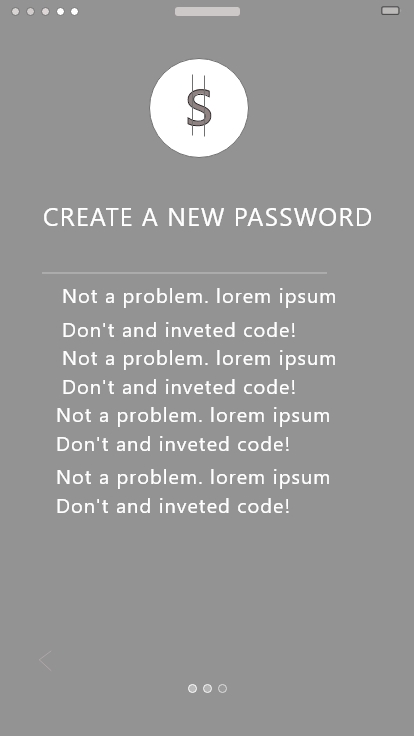 S
CREATE A NEW PASSWORD
Not a problem. lorem ipsum
Don't and inveted code!
Not a problem. lorem ipsum
Don't and inveted code!
Not a problem. lorem ipsum
Don't and inveted code!
Not a problem. lorem ipsum
Don't and inveted code!